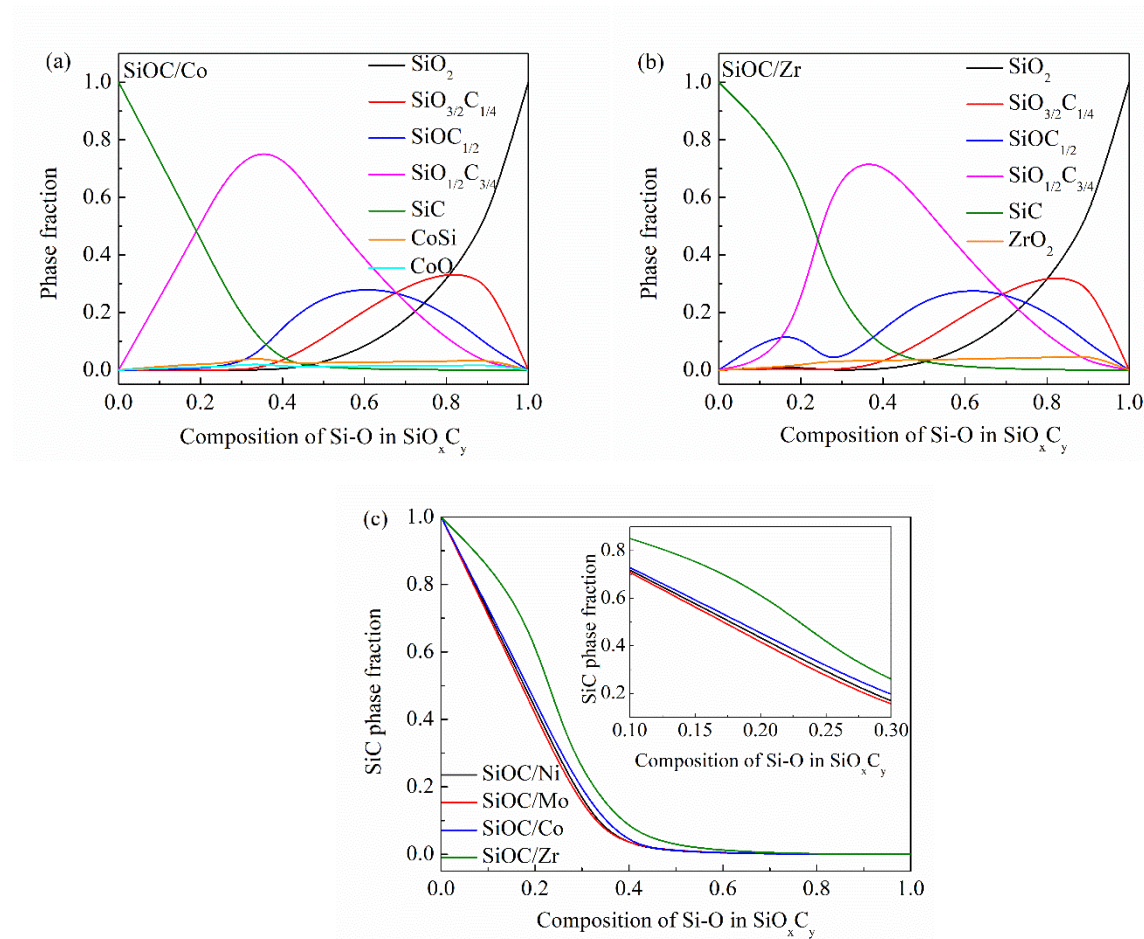 (a)
SiOC/Co
SiO₂
SiO₃/₂C₁/₄
SiOC₁/₂
SiO₁/₂C₃/₄
SiC
CoSi
CoO
1.0
0.8
0.6
0.4
0.2
0.0
Phase fraction
0.0 0.2 0.4 0.6 0.8 1.0
Composition of Si-O in SiOₓCᵧ
(b)
SiOC/Zr
SiO₂
SiO₃/₂C₁/₄
SiOC₁/₂
SiO₁/₂C₃/₄
SiC
ZrO₂
1.0
0.8
0.6
0.4
0.2
0.0
Phase fraction
0.0 0.2 0.4 0.6 0.8 1.0
Composition of Si-O in SiOₓCᵧ
(c)
1.0
0.8
0.6
0.4
0.2
0.0
SiC phase fraction
SiOC/Ni
SiOC/Mo
SiOC/Co
SiOC/Zr
0.0 0.2 0.4 0.6 0.8 1.0
Composition of Si-O in SiOₓCᵧ
0.8
0.6
0.4
0.2
SiC phase fraction
0.10 0.15 0.20 0.25 0.30
Composition of Si-O in SiOₓCᵧ